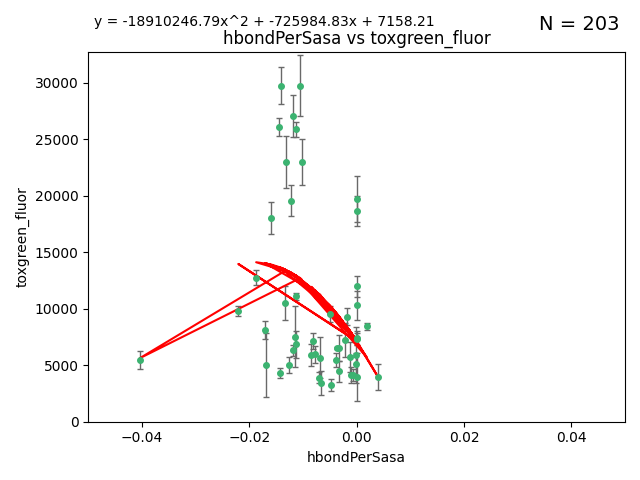 y = -18910246.79x^2 + -725984.83x + 7158.21
N = 203
hbondPerSasa vs toxgreen_fluor
30000
25000
20000
15000
10000
5000
0
toxgreen_fluor
−0.04
−0.02
0.00
0.02
0.04
hbondPerSasa